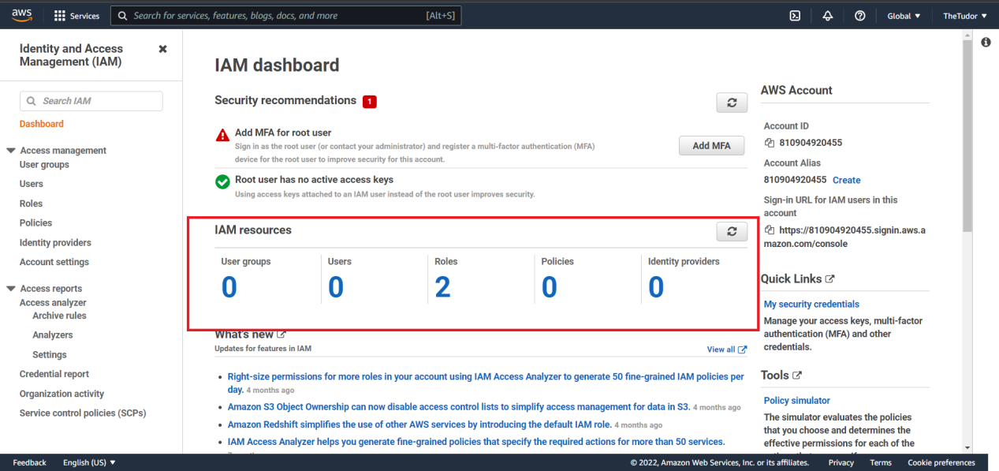 aws
Services
Search for services, features, blogs, docs, and more
[Alt+S]
Global
TheTudor
Identity and Access
Management (IAM)
Search IAM
Dashboard
Access management
User groups
Users
Roles
Policies
Identity providers
Account settings
Access reports
Access analyzer
Archive rules
Analyzers
Settings
Credential report
Organization activity
Service control policies (SCPs)
IAM dashboard
Security recommendations 1
Add MFA for root user
Sign in as the root user (or contact your administrator) and register a multi-factor authentication (MFA)
device for the root user to improve security for this account.
Add MFA
Root user has no active access keys
Using access keys attached to an IAM user instead of the root user improves security.
IAM resources
User groups
0
Users
0
Roles
2
Policies
0
Identity providers
0
What's new
Updates for features in IAM
View all
• Right-size permissions for more roles in your account using IAM Access Analyzer to generate 50 fine-grained IAM policies per
day. 4 months ago
• Amazon S3 Object Ownership can now disable access control lists to simplify access management for data in S3. 4 months ago
• Amazon Redshift simplifies the use of other AWS services by introducing the default IAM role. 4 months ago
• IAM Access Analyzer helps you generate fine-grained policies that specify the required actions for more than 50 services.
AWS Account
Account ID
810904920455
Account Alias
810904920455 Create
Sign-in URL for IAM users in this
account
https://810904920455.signin.aws.a
mazon.com/console
Quick Links
My security credentials
Manage your access keys, multi-factor
authentication (MFA) and other
credentials.
Tools
Policy simulator
The simulator evaluates the policies
that you choose and determines the
effective permissions for each of the
Feedback
English (US)
© 2022, Amazon Web Services, Inc. or its affiliates.
Privacy
Terms
Cookie preferences